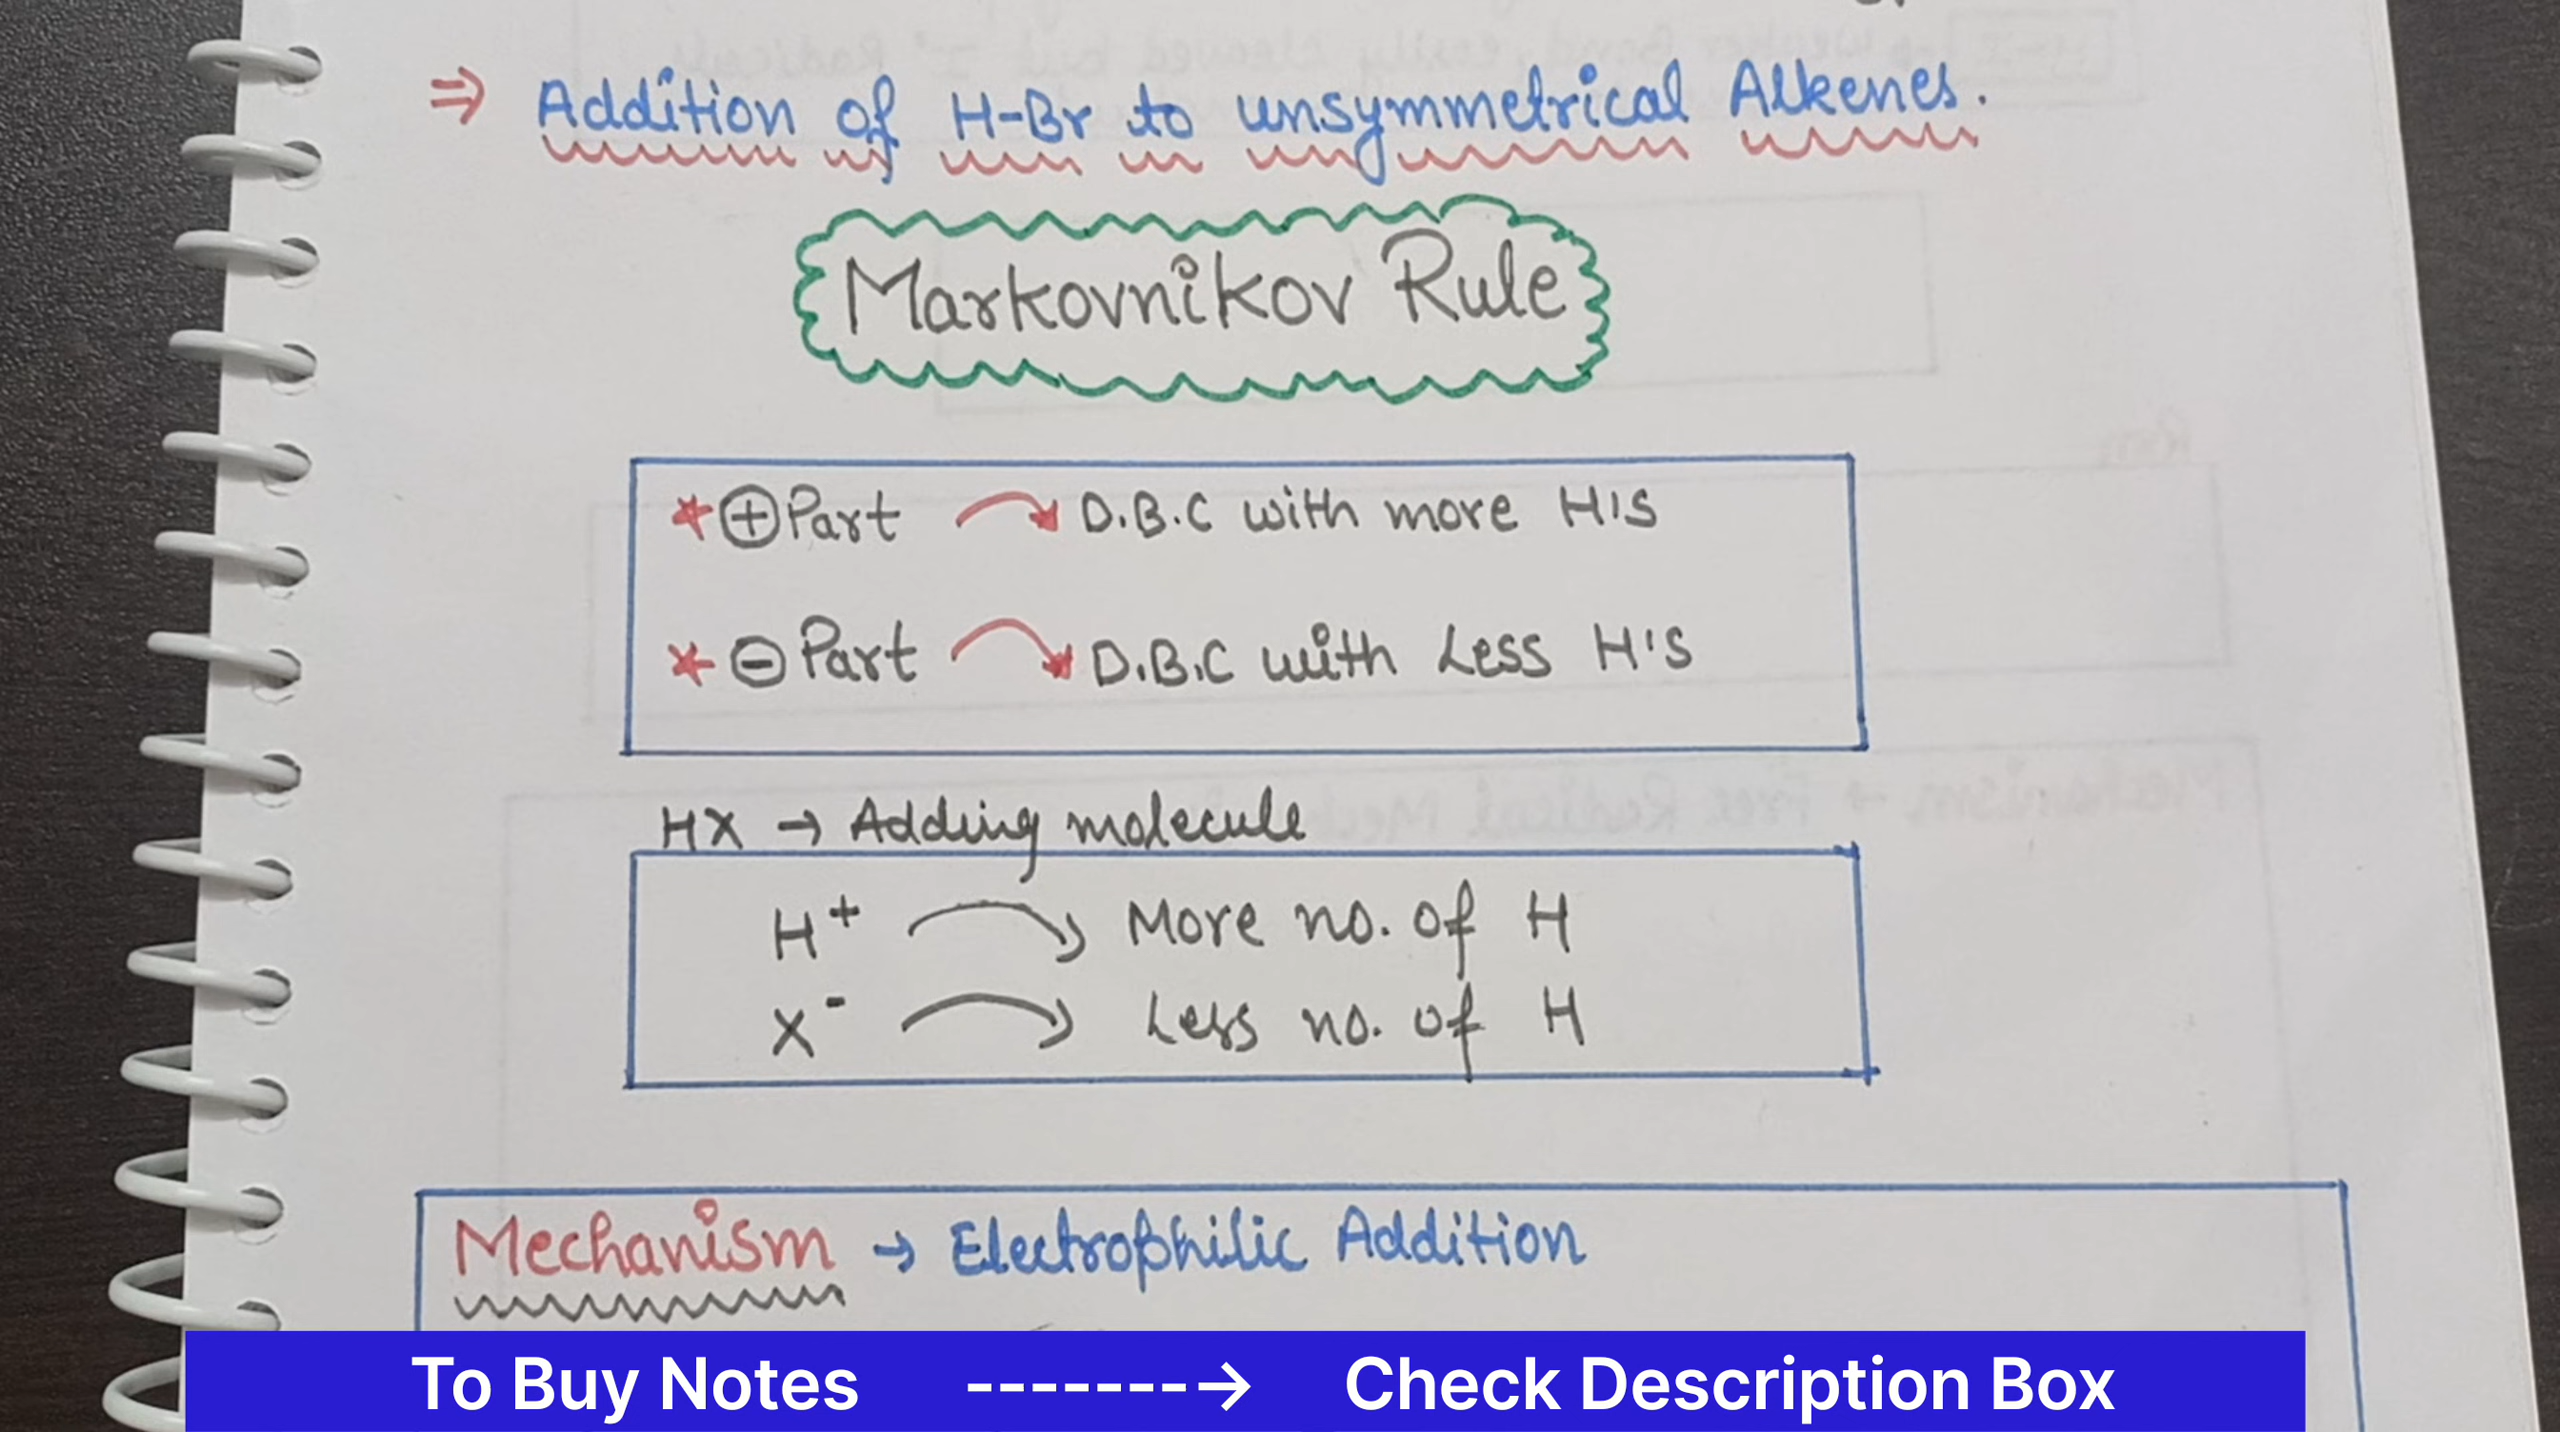 ⇒ Addition of H-Br to unsymmetrical Alkenes.
Markovnikov Rule
* ⊕ Part → D.B.C with more H's
* ⊖ Part → D.B.C with Less H's
HX → Adding molecule
H⁺ → More no. of H
X⁻ → Less no. of H
Mechanism → Electrophilic Addition
To Buy Notes -------→ Check Description Box